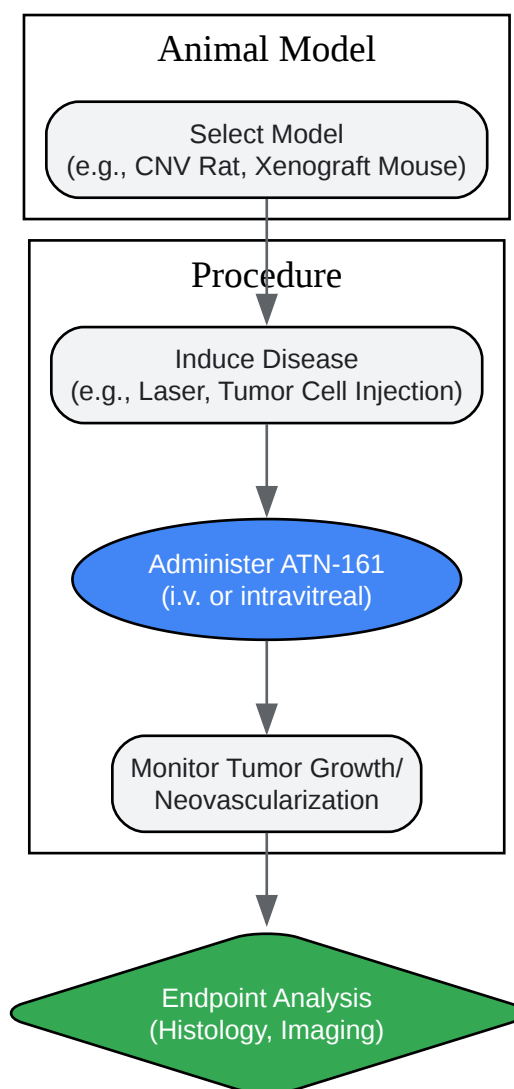 Animal Model
Select Model
(e.g., CNV Rat, Xenograft Mouse)
Procedure
Induce Disease
(e.g., Laser, Tumor Cell Injection)
Administer ATN-161
(i.v. or intravitreal)
Monitor Tumor Growth/
Neovascularization
Endpoint Analysis
(Histology, Imaging)